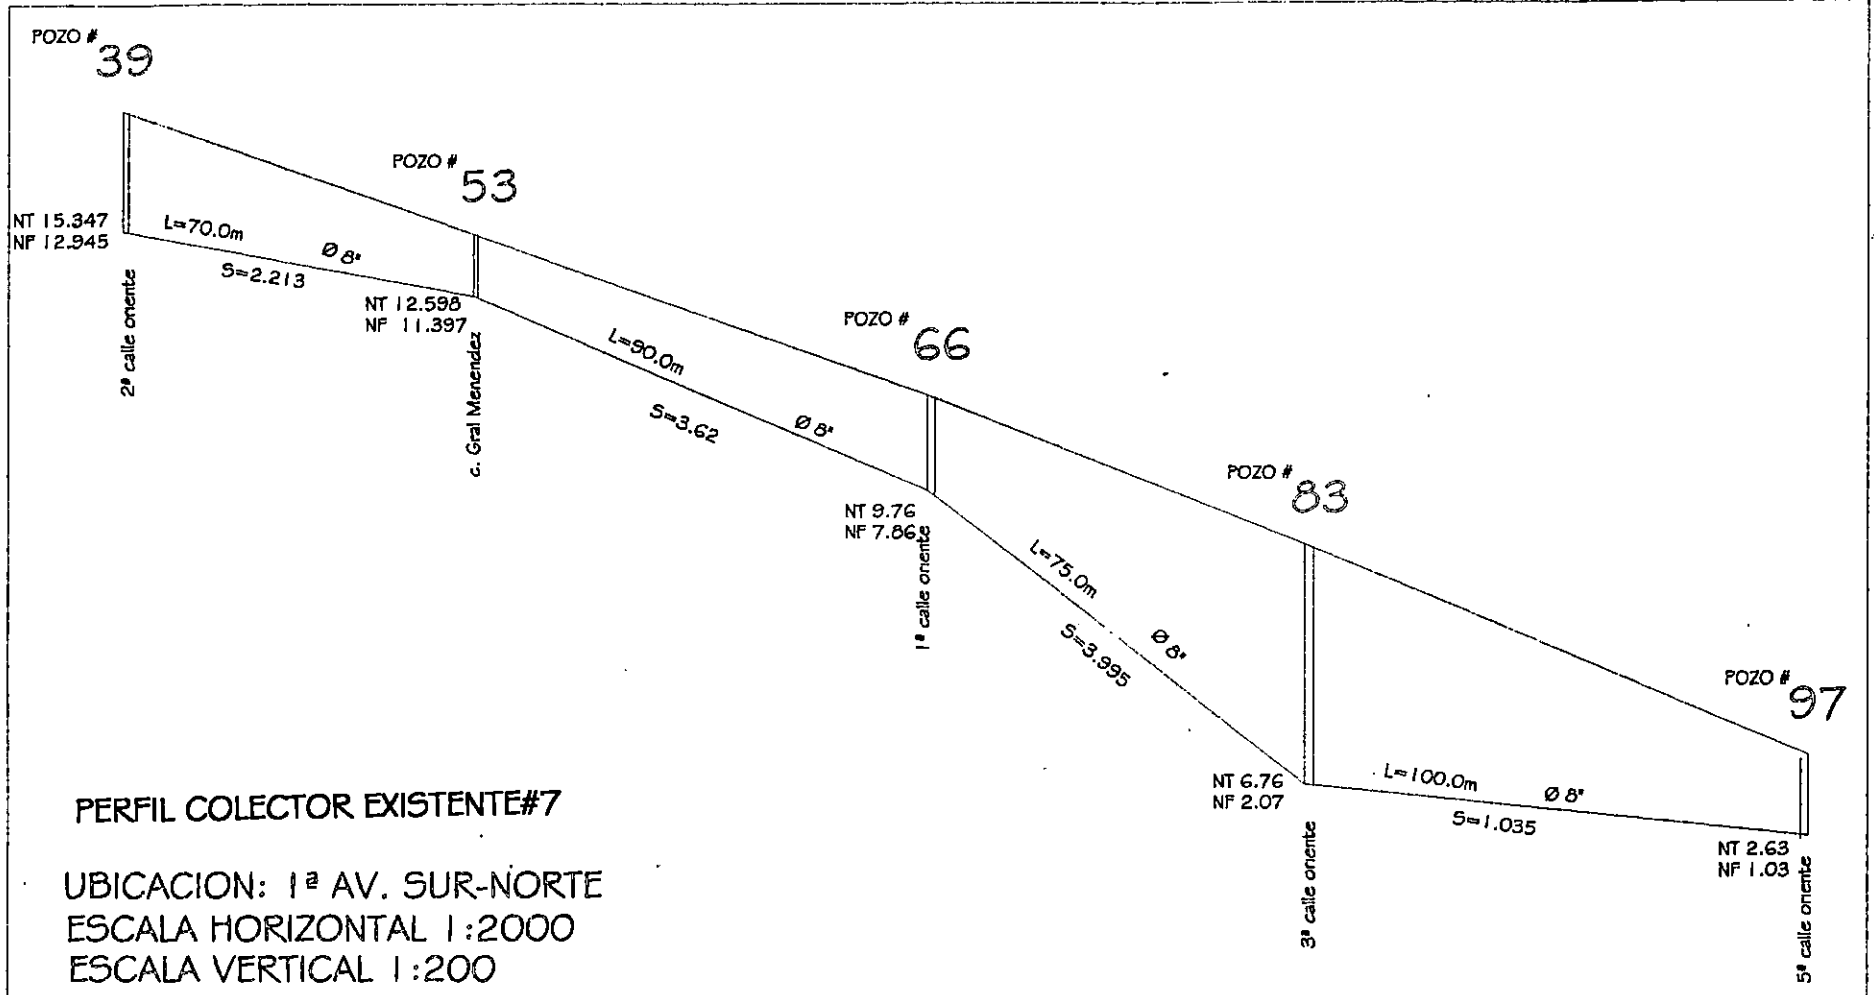 POZO #
39
POZO #
53
NT 15.347
NF 12.945
L=70.0m
Ø 8"
S=2.213
2ª calle oriente
NT 12.598
NF 11.397
c. Gral Menendez
L=90.0m
S=3.62
Ø 8"
POZO #
66
NT 9.76
NF 7.86
1ª calle oriente
L=75.0m
Ø 8"
S=3.995
POZO #
83
NT 6.76
NF 2.07
3ª calle oriente
L=100.0m
Ø 8"
S=1.035
POZO #
97
NT 2.63
NF 1.03
5ª calle oriente
PERFIL COLECTOR EXISTENTE#7
UBICACION: 1ª AV. SUR-NORTE
ESCALA HORIZONTAL 1:2000
ESCALA VERTICAL 1:200